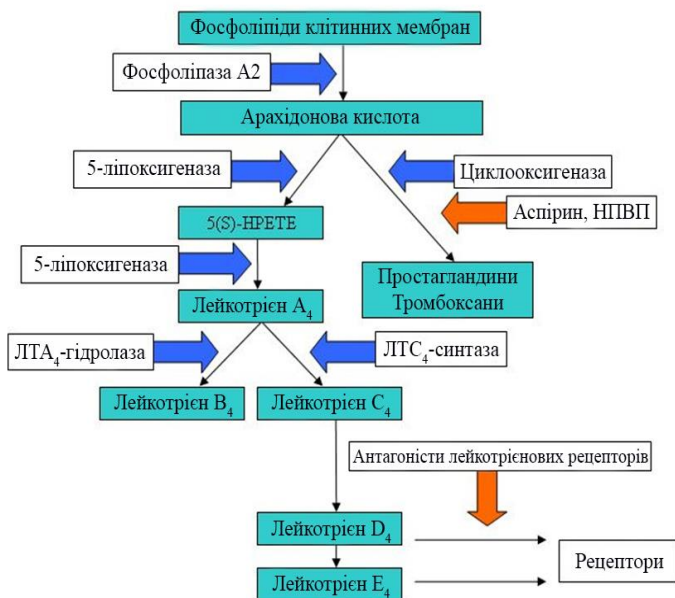 Фосфоліпіди клітинних мембран
Фосфоліпаза А2
Арахідонова кислота
5-ліпоксигеназа
Циклооксигеназа
Аспірин, НПВП
5(S)-HPETE
5-ліпоксигеназа
Простагландини
Тромбоксани
Лейкотрієн А₄
ЛТА₄-гідролаза
ЛТС₄-синтаза
Лейкотрієн В₄
Лейкотрієн С₄
Антагоністи лейкотрієнових рецепторів
Лейкотрієн D₄
Рецептори
Лейкотрієн Е₄